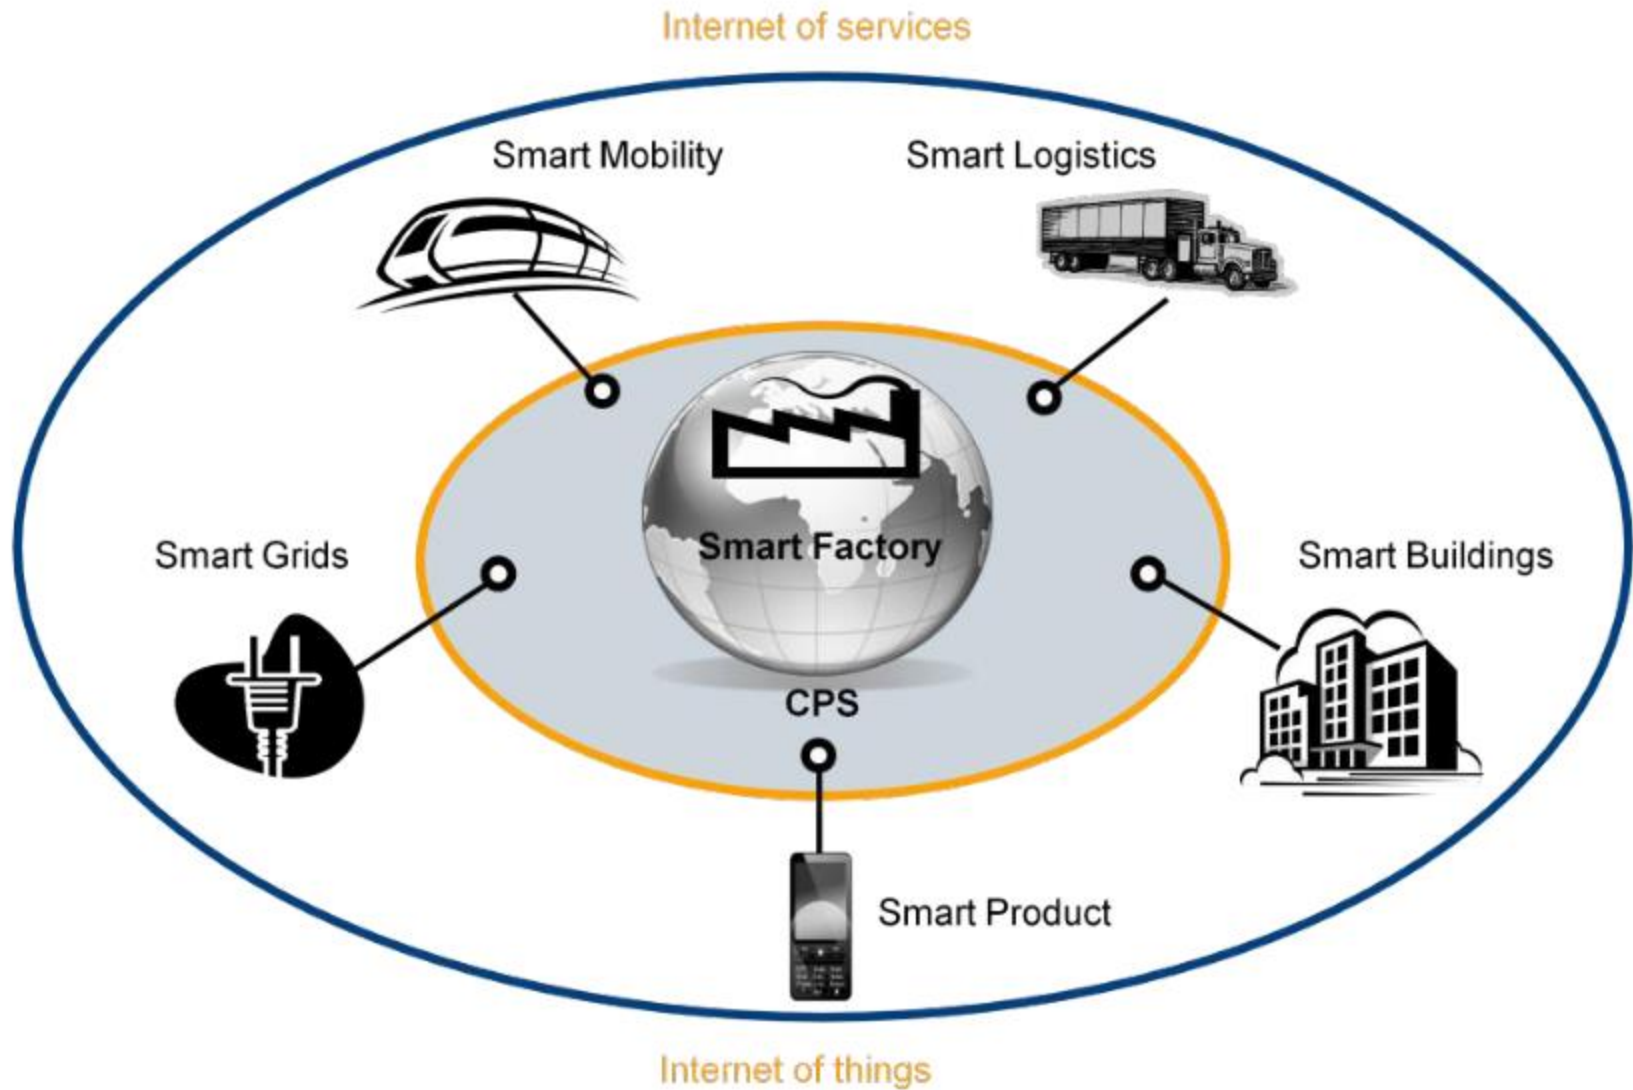 Internet of services
Smart Mobility
Smart Logistics
Smart Factory
Smart Grids
Smart Buildings
CPS
Smart Product
Internet of things